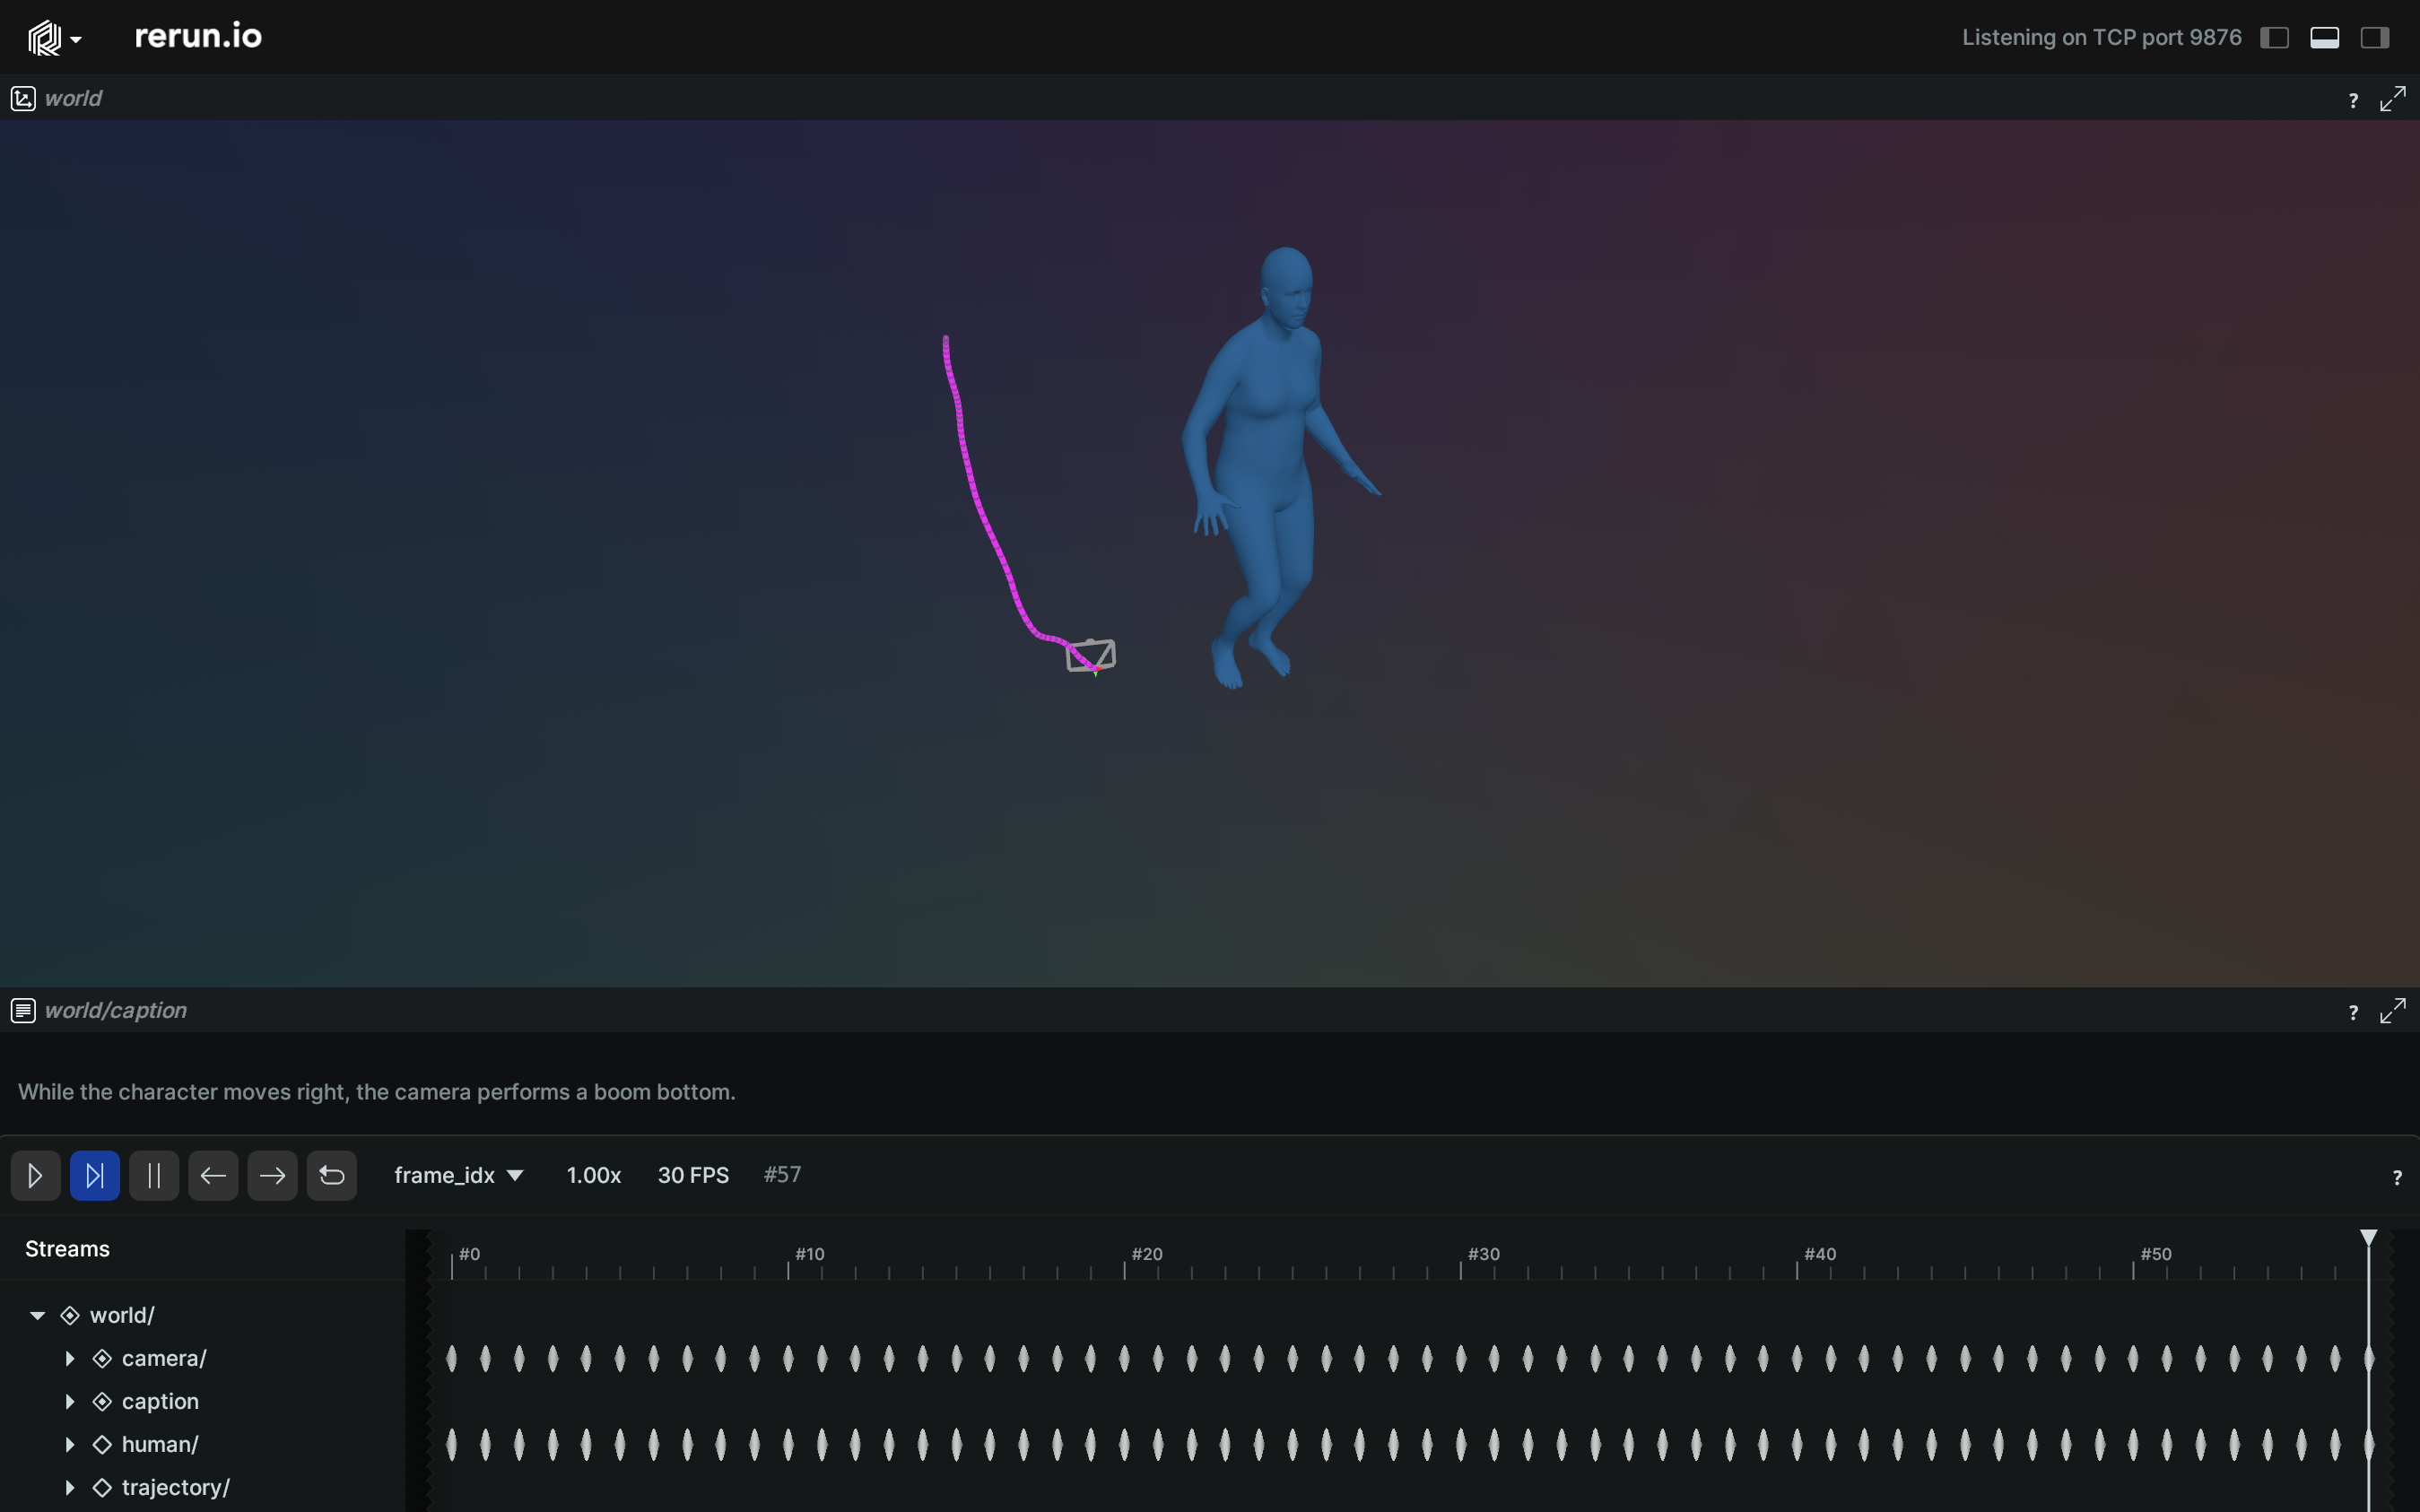 rerun.io
Listening on TCP port 9876
world
?
world/caption
?
While the character moves right, the camera performs a boom bottom.
frame_idx 1.00x 30 FPS #57
?
Streams
#0 #10 #20 #30 #40 #50
world/
camera/
caption
human/
trajectory/